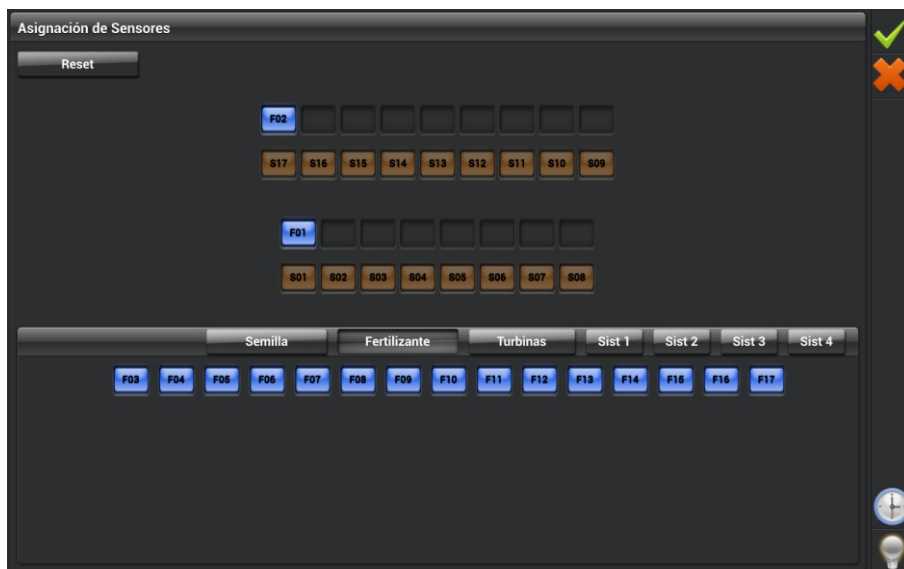 Asignación de Sensores
Reset
F02
S17 S16 S15 S14 S13 S12 S11 S10 S09
F01
S01 S02 S03 S04 S05 S06 S07 S08
Semilla Fertilizante Turbinas Sist 1 Sist 2 Sist 3 Sist 4
F03 F04 F05 F06 F07 F08 F09 F10 F11 F12 F13 F14 F15 F16 F17